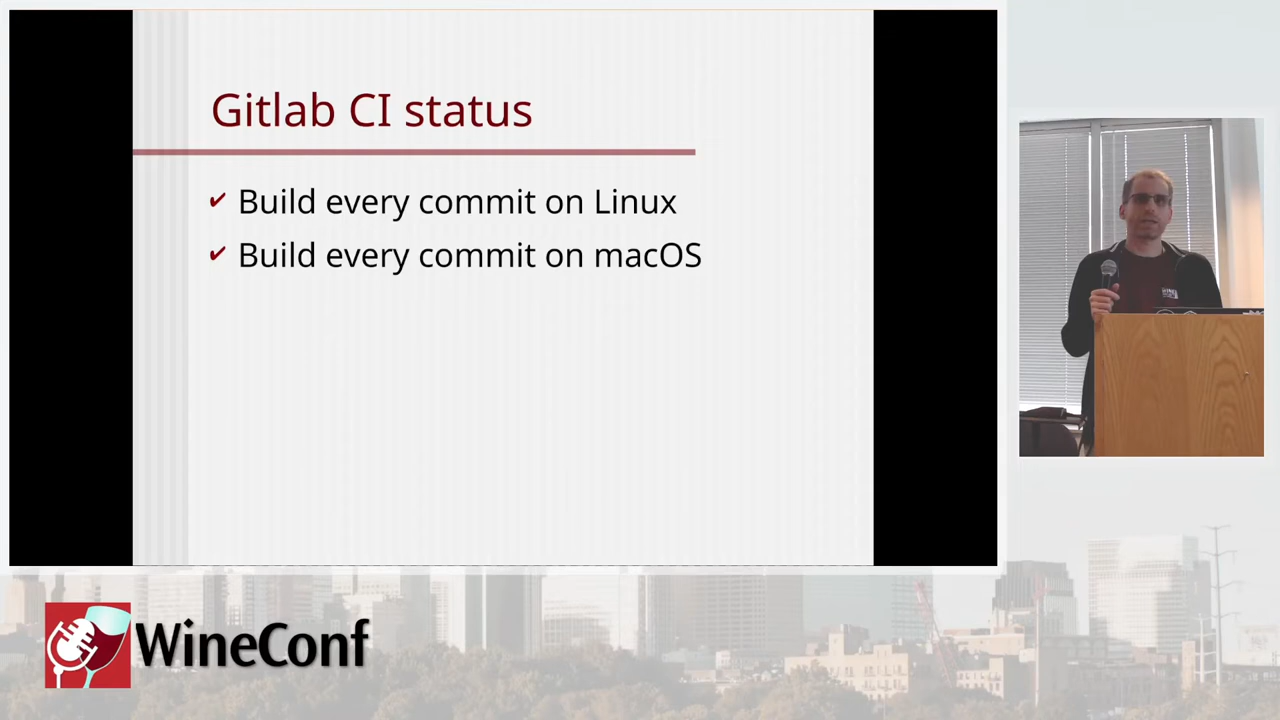 Gitlab CI status
✔ Build every commit on Linux
✔ Build every commit on macOS
WineConf